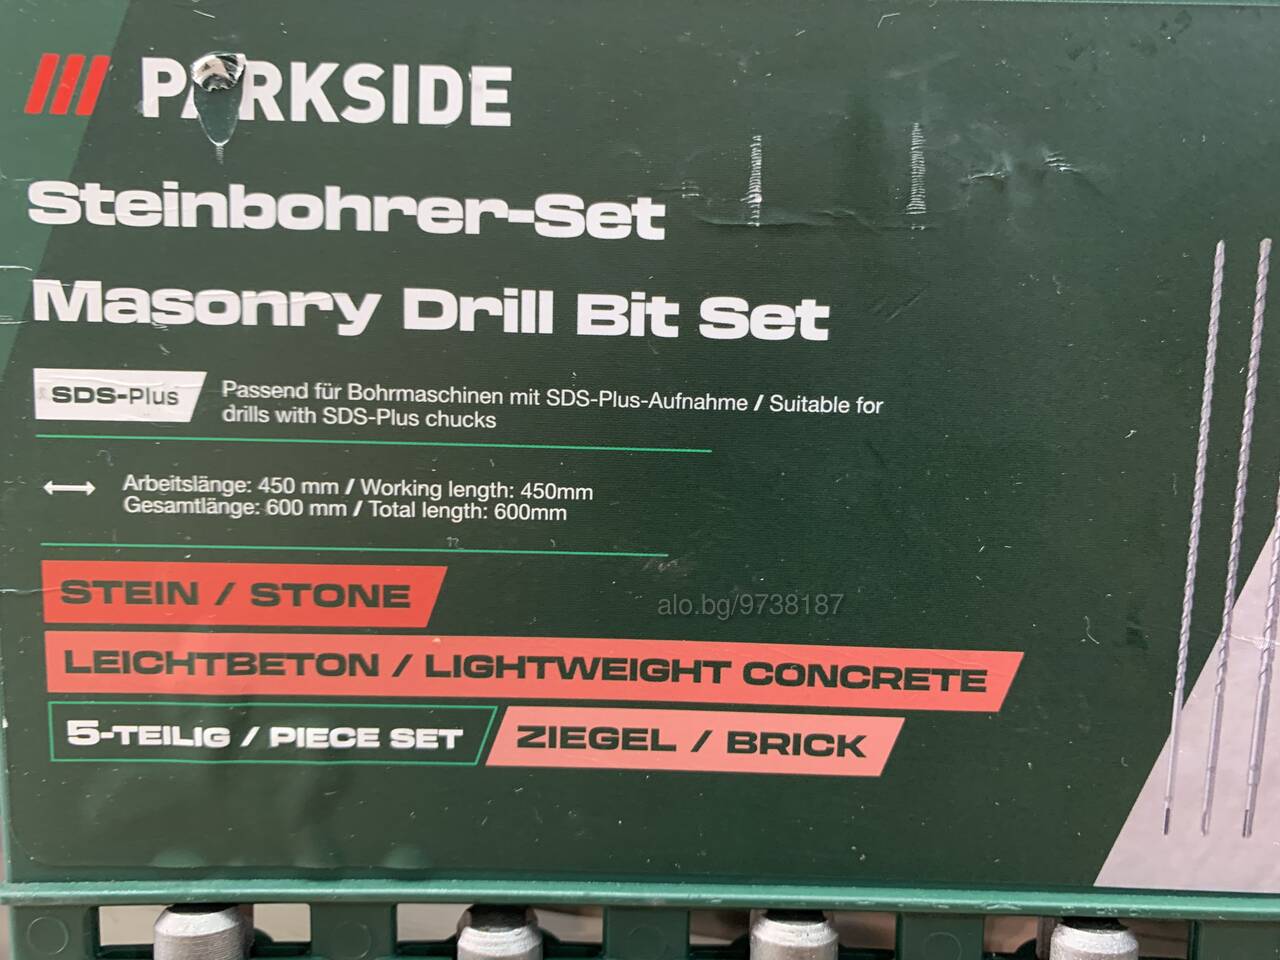 PARKSIDE
Steinbohrer-Set
Masonry Drill Bit Set
SDS-Plus
Passend für Bohrmaschinen mit SDS-Plus-Aufnahme / Suitable for
drills with SDS-Plus chucks
Arbeitslänge: 450 mm / Working length: 450mm
Gesamtlänge: 600 mm / Total length: 600mm
STEIN / STONE
alo.bg/9738187
LEICHTBETON / LIGHTWEIGHT CONCRETE
5-TEILIG / PIECE SET
ZIEGEL / BRICK